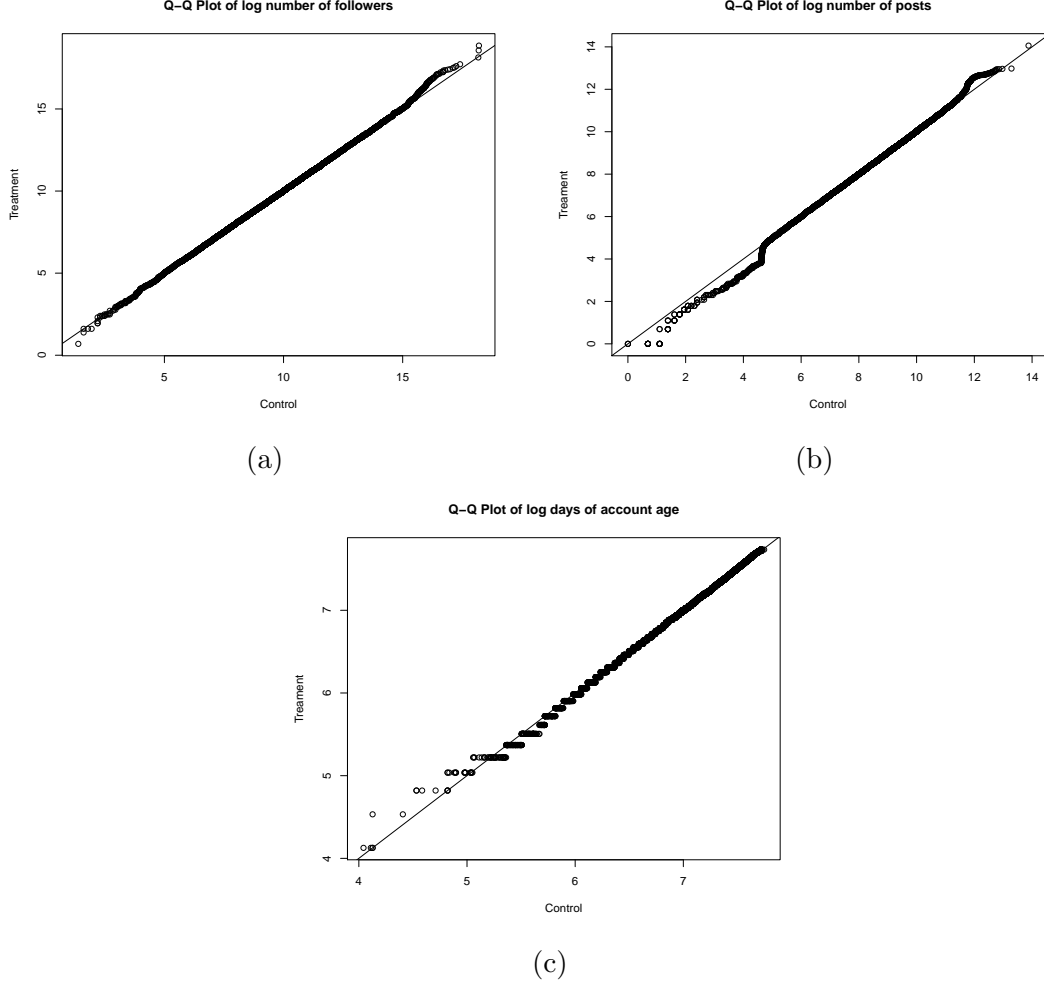 Q−Q Plot of log number of followers
Treatment
15
10
5
0
5 10 15
Control
(a)
Q−Q Plot of log number of posts
Treament
14
12
10
8
6
4
2
0
0 2 4 6 8 10 12 14
Control
(b)
Q−Q Plot of log days of account age
Treament
7
6
5
4
4 5 6 7
Control
(c)